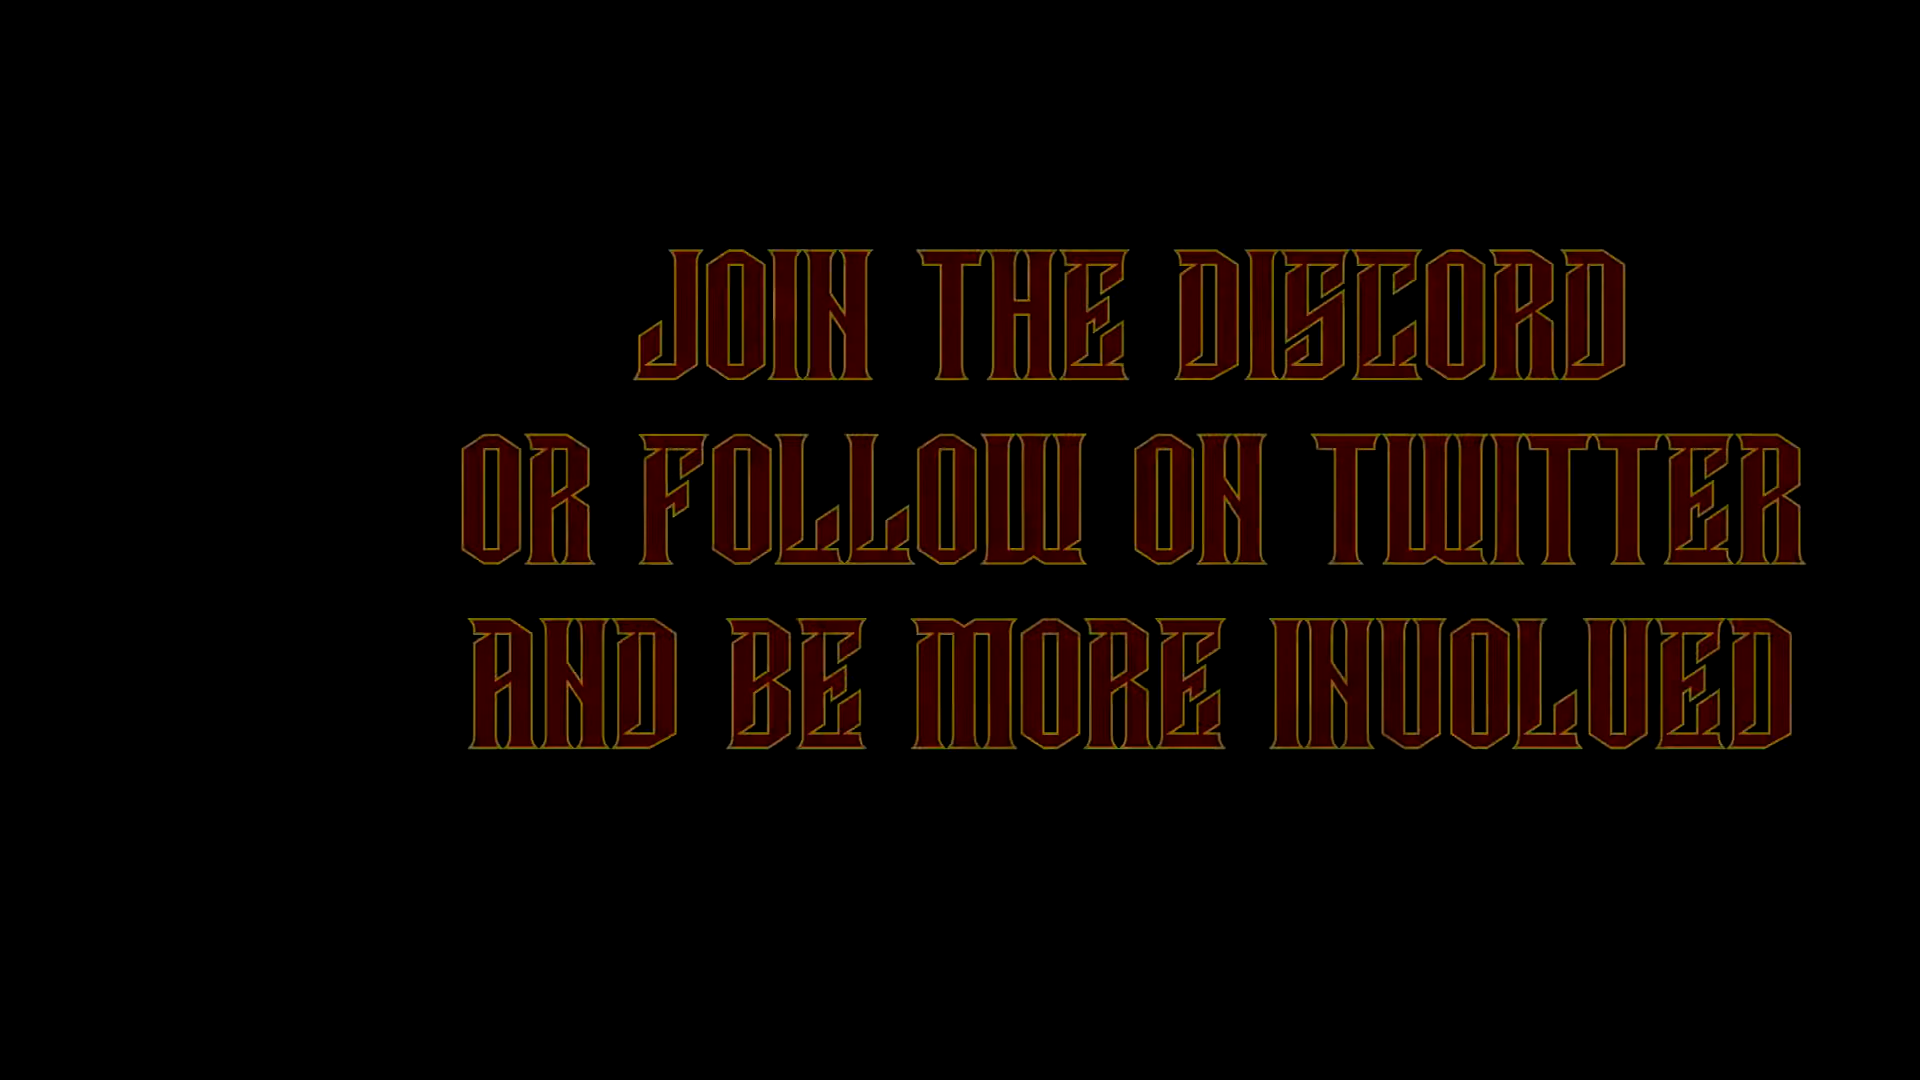 JOIN THE DISCORD
OR FOLLOW ON TWITTER
AND BE MORE INVOLVED